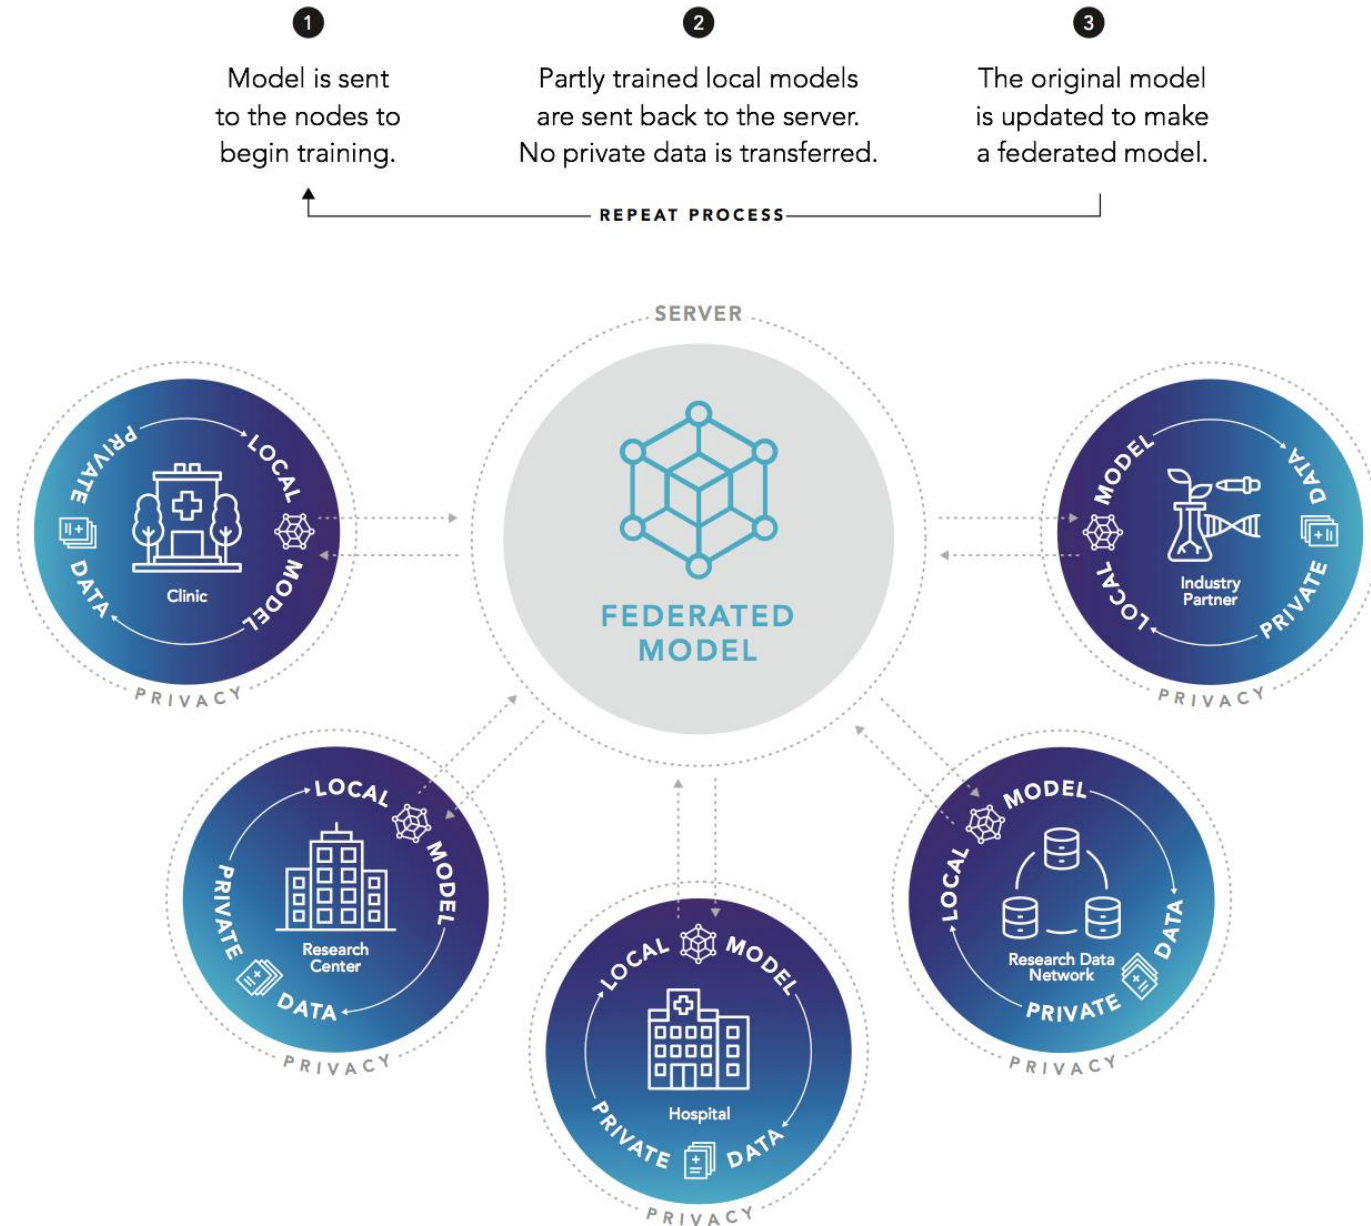 1
Model is sent
to the nodes to
begin training.
2
Partly trained local models
are sent back to the server.
No private data is transferred.
3
The original model
is updated to make
a federated model.
REPEAT PROCESS
SERVER
FEDERATED
MODEL
PRIVATE
DATA
LOCAL
MODEL
Clinic
PRIVACY
LOCAL
MODEL
PRIVATE
DATA
Industry
Partner
PRIVACY
LOCAL
MODEL
PRIVATE
DATA
Research
Center
PRIVACY
LOCAL
MODEL
PRIVATE
DATA
Research Data
Network
PRIVACY
LOCAL
MODEL
PRIVATE
DATA
Hospital
PRIVACY